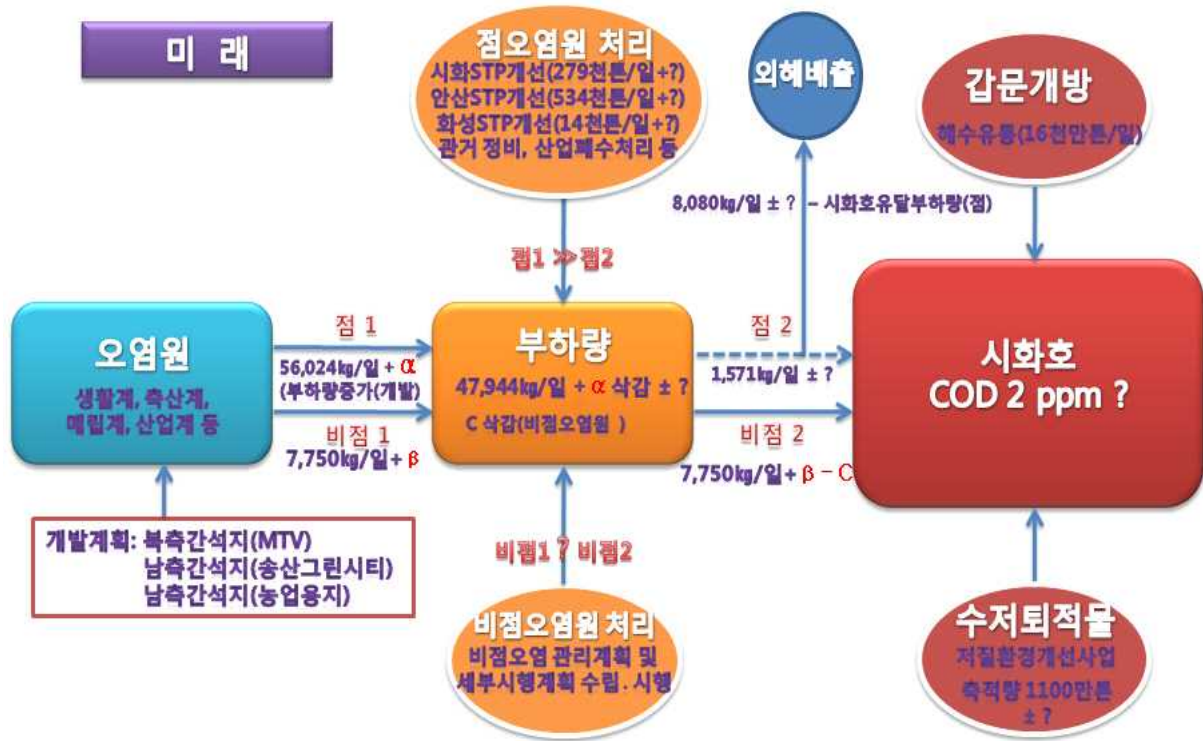 미 래
점오염원 처리
시화STP개선(279천톤/일+?)
안산STP개선(534천톤/일+?)
화성STP개선(14천톤/일+?)
관거 정비, 산업폐수처리 등
외해배출
갑문개방
해수유통(16천만톤/일)
8,080kg/일 ± ? – 시화호유달부하량(점)
점1 ≫ 점2
오염원
생활계, 축산계,
매립계, 산업계 등
점 1
56,024kg/일 + α
(부하량증가(개발)
비점 1
7,750kg/일+ β
부하량
47,944kg/일 + α 삭감 ± ?
C 삭감(비점오염원 )
점 2
1,571kg/일 ± ?
비점 2
7,750kg/일+ β – C
시화호
COD 2 ppm ?
개발계획: 북측간석지(MTV)
남측간석지(송산그린시티)
남측간석지(농업용지)
비점1 ? 비점2
비점오염원 처리
비점오염 관리계획 및
세부시행계획 수립. 시행
수저퇴적물
저질환경개선사업
축적량 1100만톤
± ?